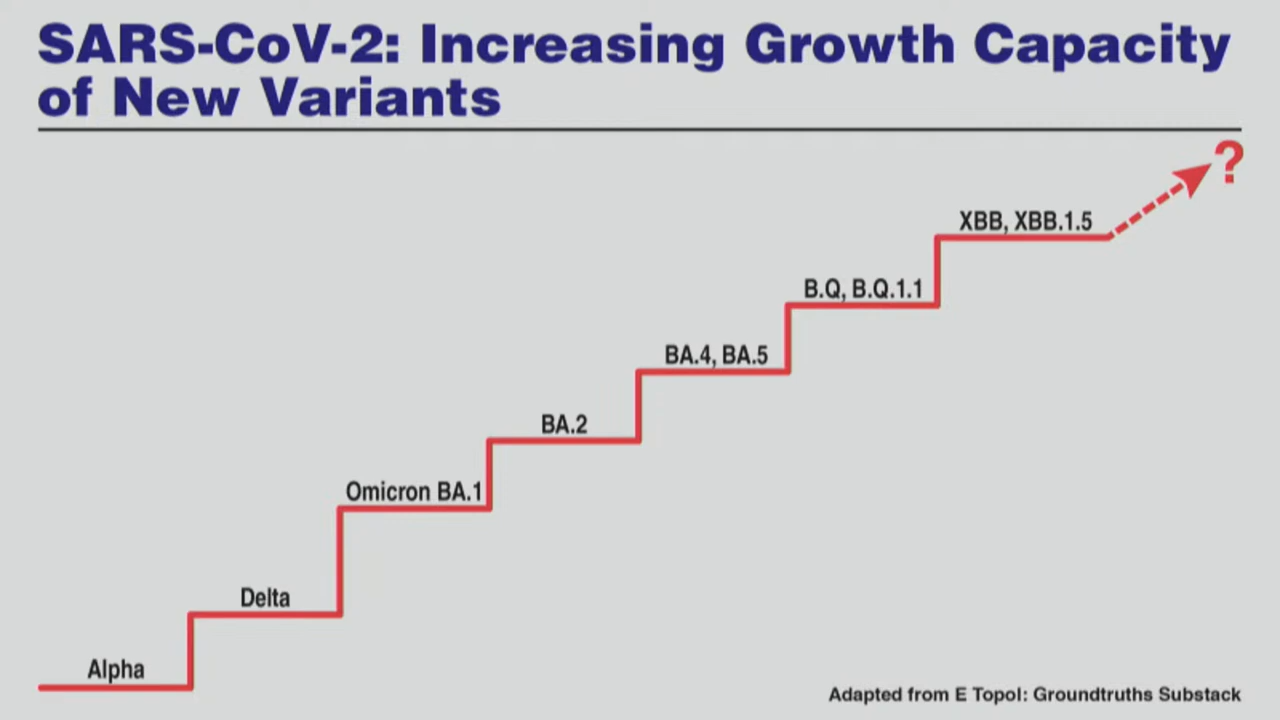 SARS-CoV-2: Increasing Growth Capacity
of New Variants
?
XBB, XBB.1.5
B.Q, B.Q.1.1
BA.4, BA.5
BA.2
Omicron BA.1
Delta
Alpha
Adapted from E Topol: Groundtruths Substack